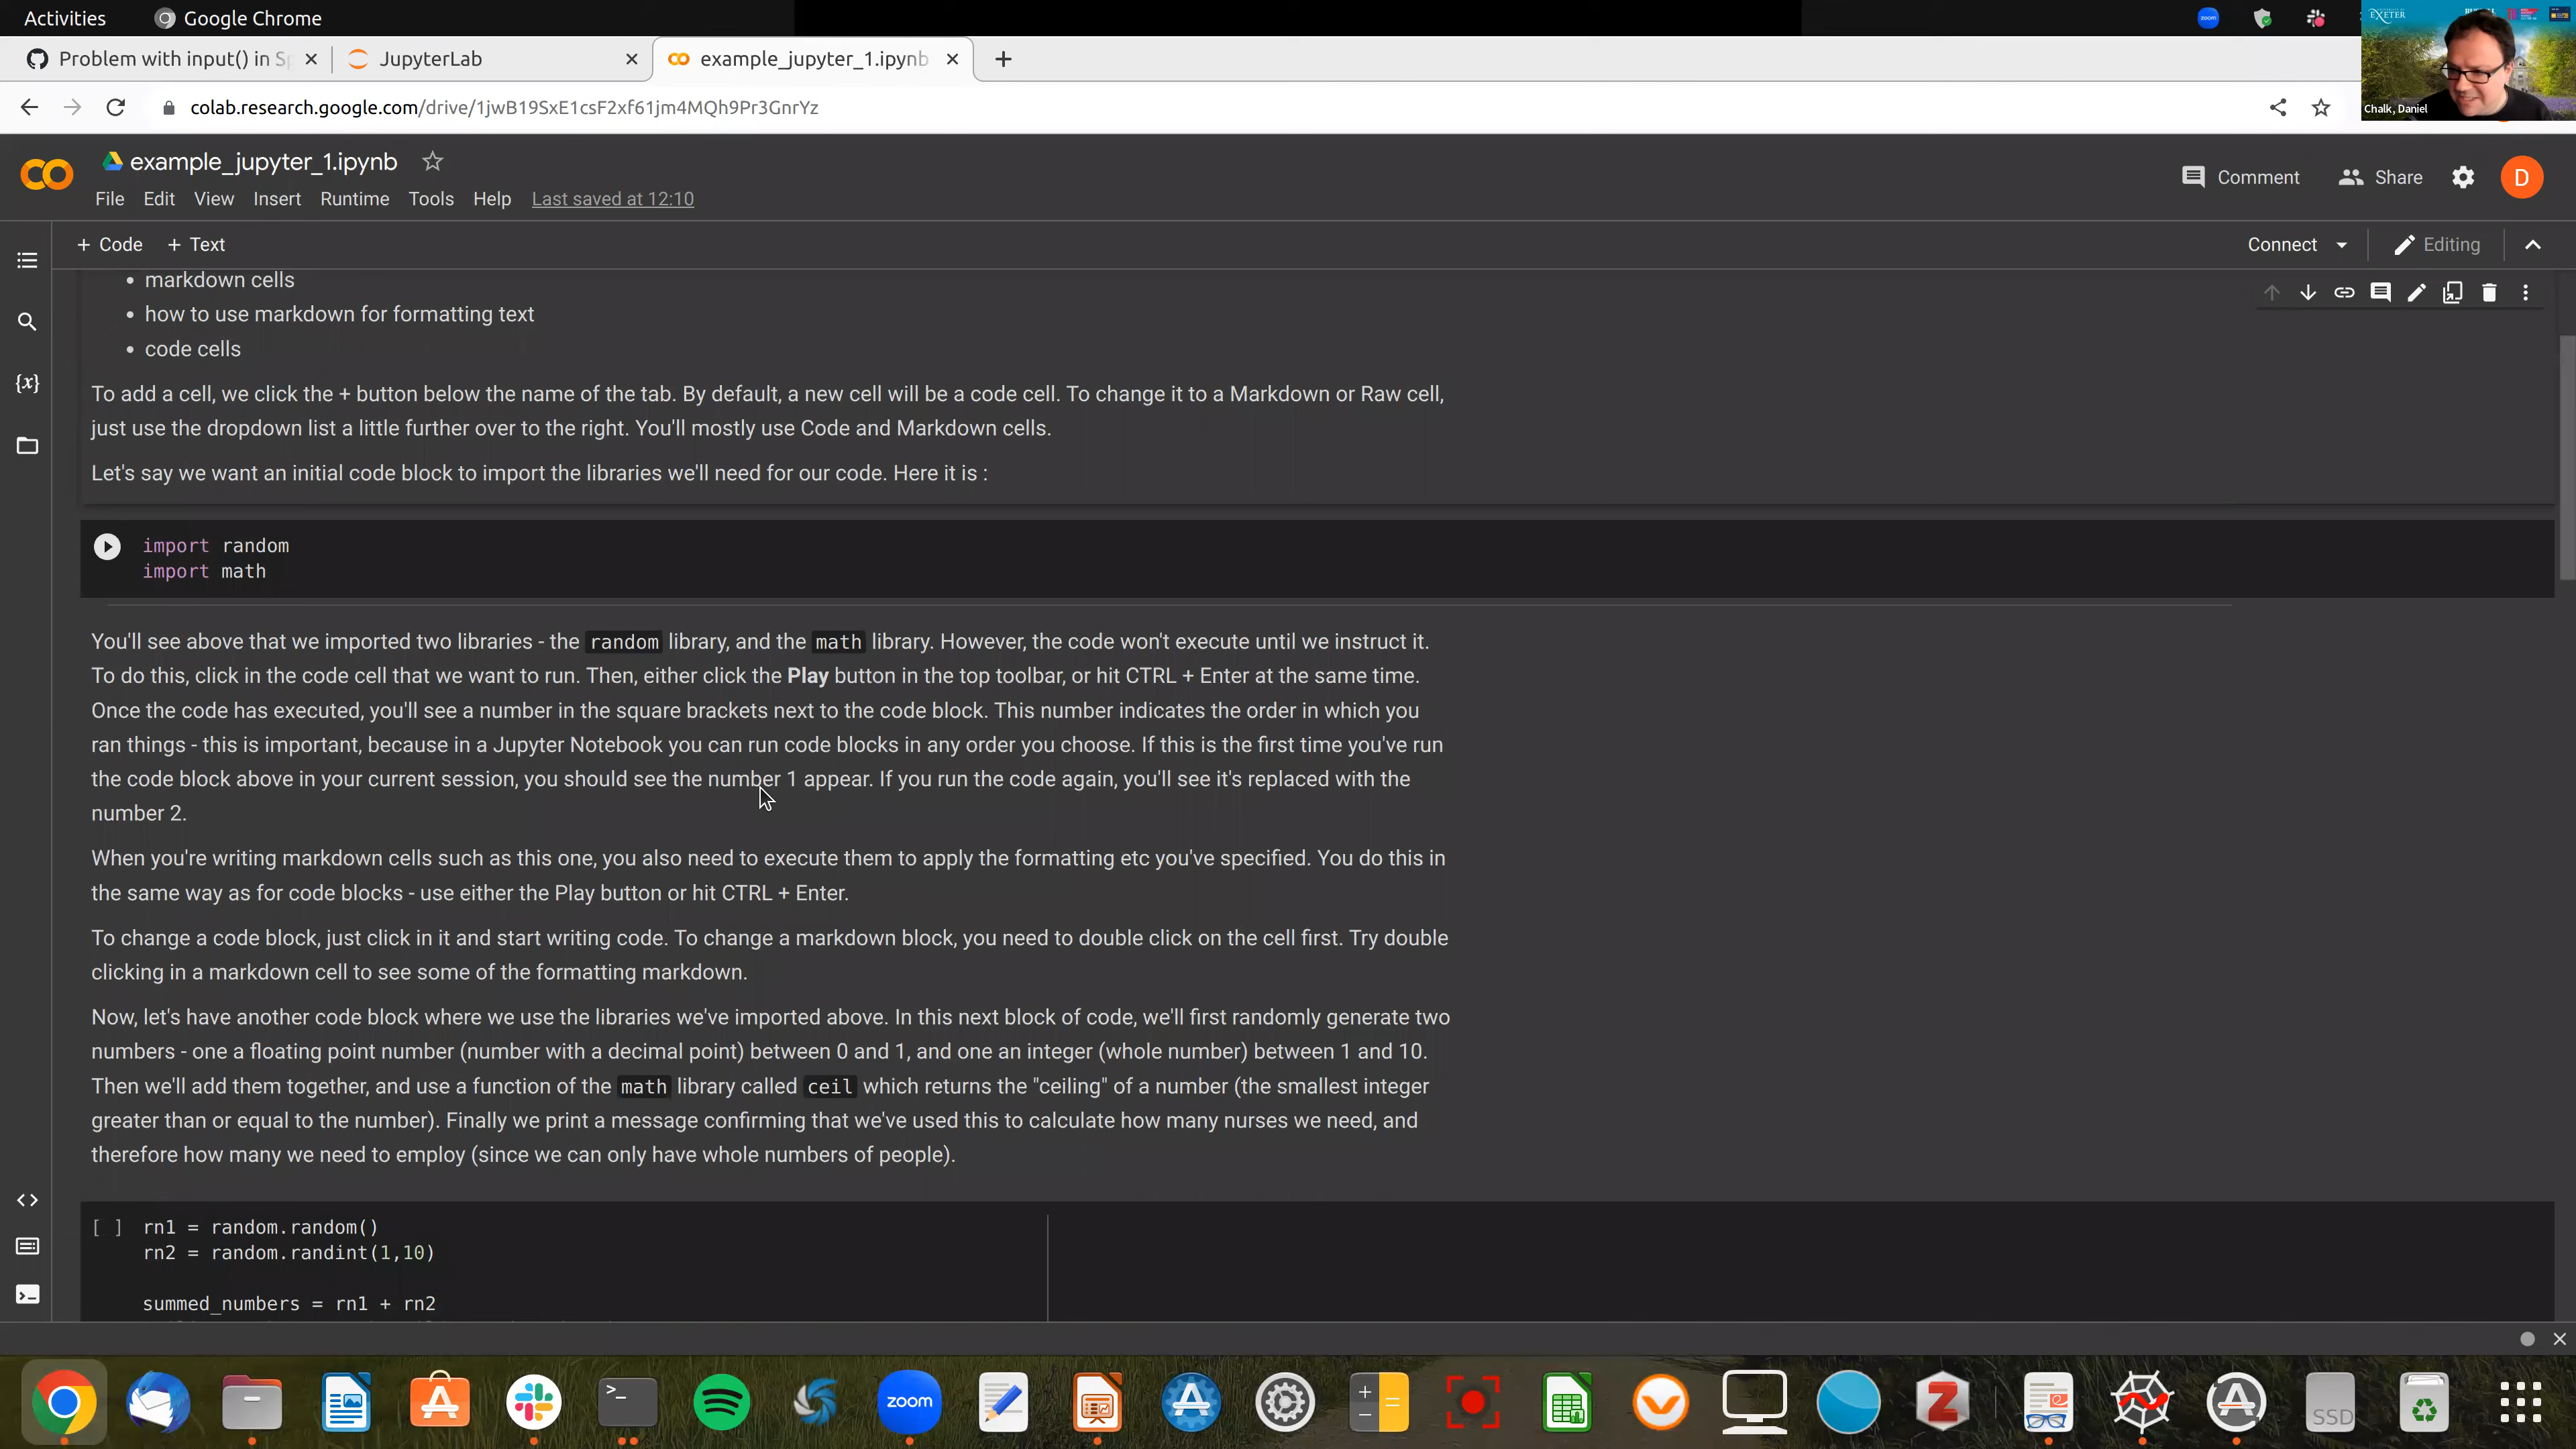 Activities
Google Chrome
zoom
EXETER
Problem with input() in Sp
JupyterLab
example_jupyter_1.ipynb
colab.research.google.com/drive/1jwB19SxE1csF2xf61jm4MQh9Pr3GnrYz
Chalk, Daniel
example_jupyter_1.ipynb
Comment
Share
D
File Edit View Insert Runtime Tools Help Last saved at 12:10
+ Code + Text
Connect
Editing
• markdown cells
• how to use markdown for formatting text
• code cells
To add a cell, we click the + button below the name of the tab. By default, a new cell will be a code cell. To change it to a Markdown or Raw cell,
just use the dropdown list a little further over to the right. You'll mostly use Code and Markdown cells.
Let's say we want an initial code block to import the libraries we'll need for our code. Here it is :
{x}
import random
import math
You'll see above that we imported two libraries - the random library, and the math library. However, the code won't execute until we instruct it.
To do this, click in the code cell that we want to run. Then, either click the Play button in the top toolbar, or hit CTRL + Enter at the same time.
Once the code has executed, you'll see a number in the square brackets next to the code block. This number indicates the order in which you
ran things - this is important, because in a Jupyter Notebook you can run code blocks in any order you choose. If this is the first time you've run
the code block above in your current session, you should see the number 1 appear. If you run the code again, you'll see it's replaced with the
number 2.
When you're writing markdown cells such as this one, you also need to execute them to apply the formatting etc you've specified. You do this in
the same way as for code blocks - use either the Play button or hit CTRL + Enter.
To change a code block, just click in it and start writing code. To change a markdown block, you need to double click on the cell first. Try double
clicking in a markdown cell to see some of the formatting markdown.
Now, let's have another code block where we use the libraries we've imported above. In this next block of code, we'll first randomly generate two
numbers - one a floating point number (number with a decimal point) between 0 and 1, and one an integer (whole number) between 1 and 10.
Then we'll add them together, and use a function of the math library called ceil which returns the "ceiling" of a number (the smallest integer
greater than or equal to the number). Finally we print a message confirming that we've used this to calculate how many nurses we need, and
therefore how many we need to employ (since we can only have whole numbers of people).
[ ] rn1 = random.random()
rn2 = random.randint(1,10)
summed_numbers = rn1 + rn2
zoom
SSD